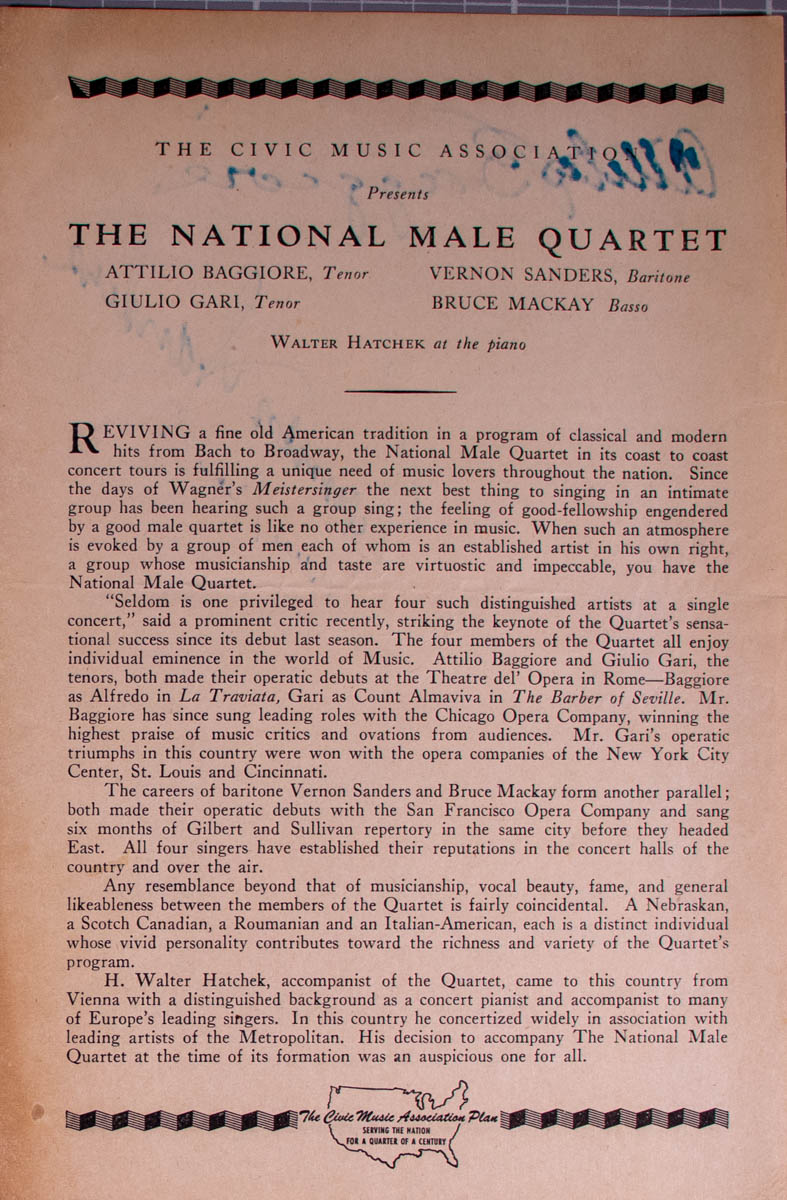 THE CIVIC MUSIC ASSOCIATION
Presents
THE NATIONAL MALE QUARTET
ATTILIO BAGGIORE, Tenor VERNON SANDERS, Baritone
GIULIO GARI, Tenor BRUCE MACKAY Basso
WALTER HATCHEK at the piano
REVIVING a fine old American tradition in a program of classical and modern
hits from Bach to Broadway, the National Male Quartet in its coast to coast
concert tours is fulfilling a unique need of music lovers throughout the nation. Since
the days of Wagner's Meistersinger the next best thing to singing in an intimate
group has been hearing such a group sing; the feeling of good-fellowship engendered
by a good male quartet is like no other experience in music. When such an atmosphere
is evoked by a group of men each of whom is an established artist in his own right,
a group whose musicianship and taste are virtuostic and impeccable, you have the
National Male Quartet.
"Seldom is one privileged to hear four such distinguished artists at a single
concert," said a prominent critic recently, striking the keynote of the Quartet's sensa-
tional success since its debut last season. The four members of the Quartet all enjoy
individual eminence in the world of Music. Attilio Baggiore and Giulio Gari, the
tenors, both made their operatic debuts at the Theatre del' Opera in Rome—Baggiore
as Alfredo in La Traviata, Gari as Count Almaviva in The Barber of Seville. Mr.
Baggiore has since sung leading roles with the Chicago Opera Company, winning the
highest praise of music critics and ovations from audiences. Mr. Gari's operatic
triumphs in this country were won with the opera companies of the New York City
Center, St. Louis and Cincinnati.
The careers of baritone Vernon Sanders and Bruce Mackay form another parallel;
both made their operatic debuts with the San Francisco Opera Company and sang
six months of Gilbert and Sullivan repertory in the same city before they headed
East. All four singers have established their reputations in the concert halls of the
country and over the air.
Any resemblance beyond that of musicianship, vocal beauty, fame, and general
likeableness between the members of the Quartet is fairly coincidental. A Nebraskan,
a Scotch Canadian, a Roumanian and an Italian-American, each is a distinct individual
whose vivid personality contributes toward the richness and variety of the Quartet's
program.
H. Walter Hatchek, accompanist of the Quartet, came to this country from
Vienna with a distinguished background as a concert pianist and accompanist to many
of Europe's leading singers. In this country he concertized widely in association with
leading artists of the Metropolitan. His decision to accompany The National Male
Quartet at the time of its formation was an auspicious one for all.
The Civic Music Association Plan
SERVING THE NATION
FOR A QUARTER OF A CENTURY